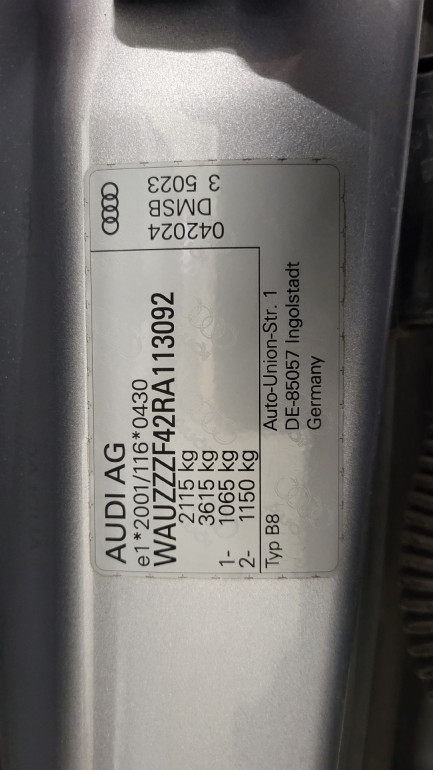 AUDI AG
e1*2001/116*0430
WAUZZZF42RA113092
2115 kg
3615 kg
1- 1065 kg
2- 1150 kg
Typ B8
Auto-Union-Str. 1
DE-85057 Ingolstadt
Germany
042024
DMSB
3 5023